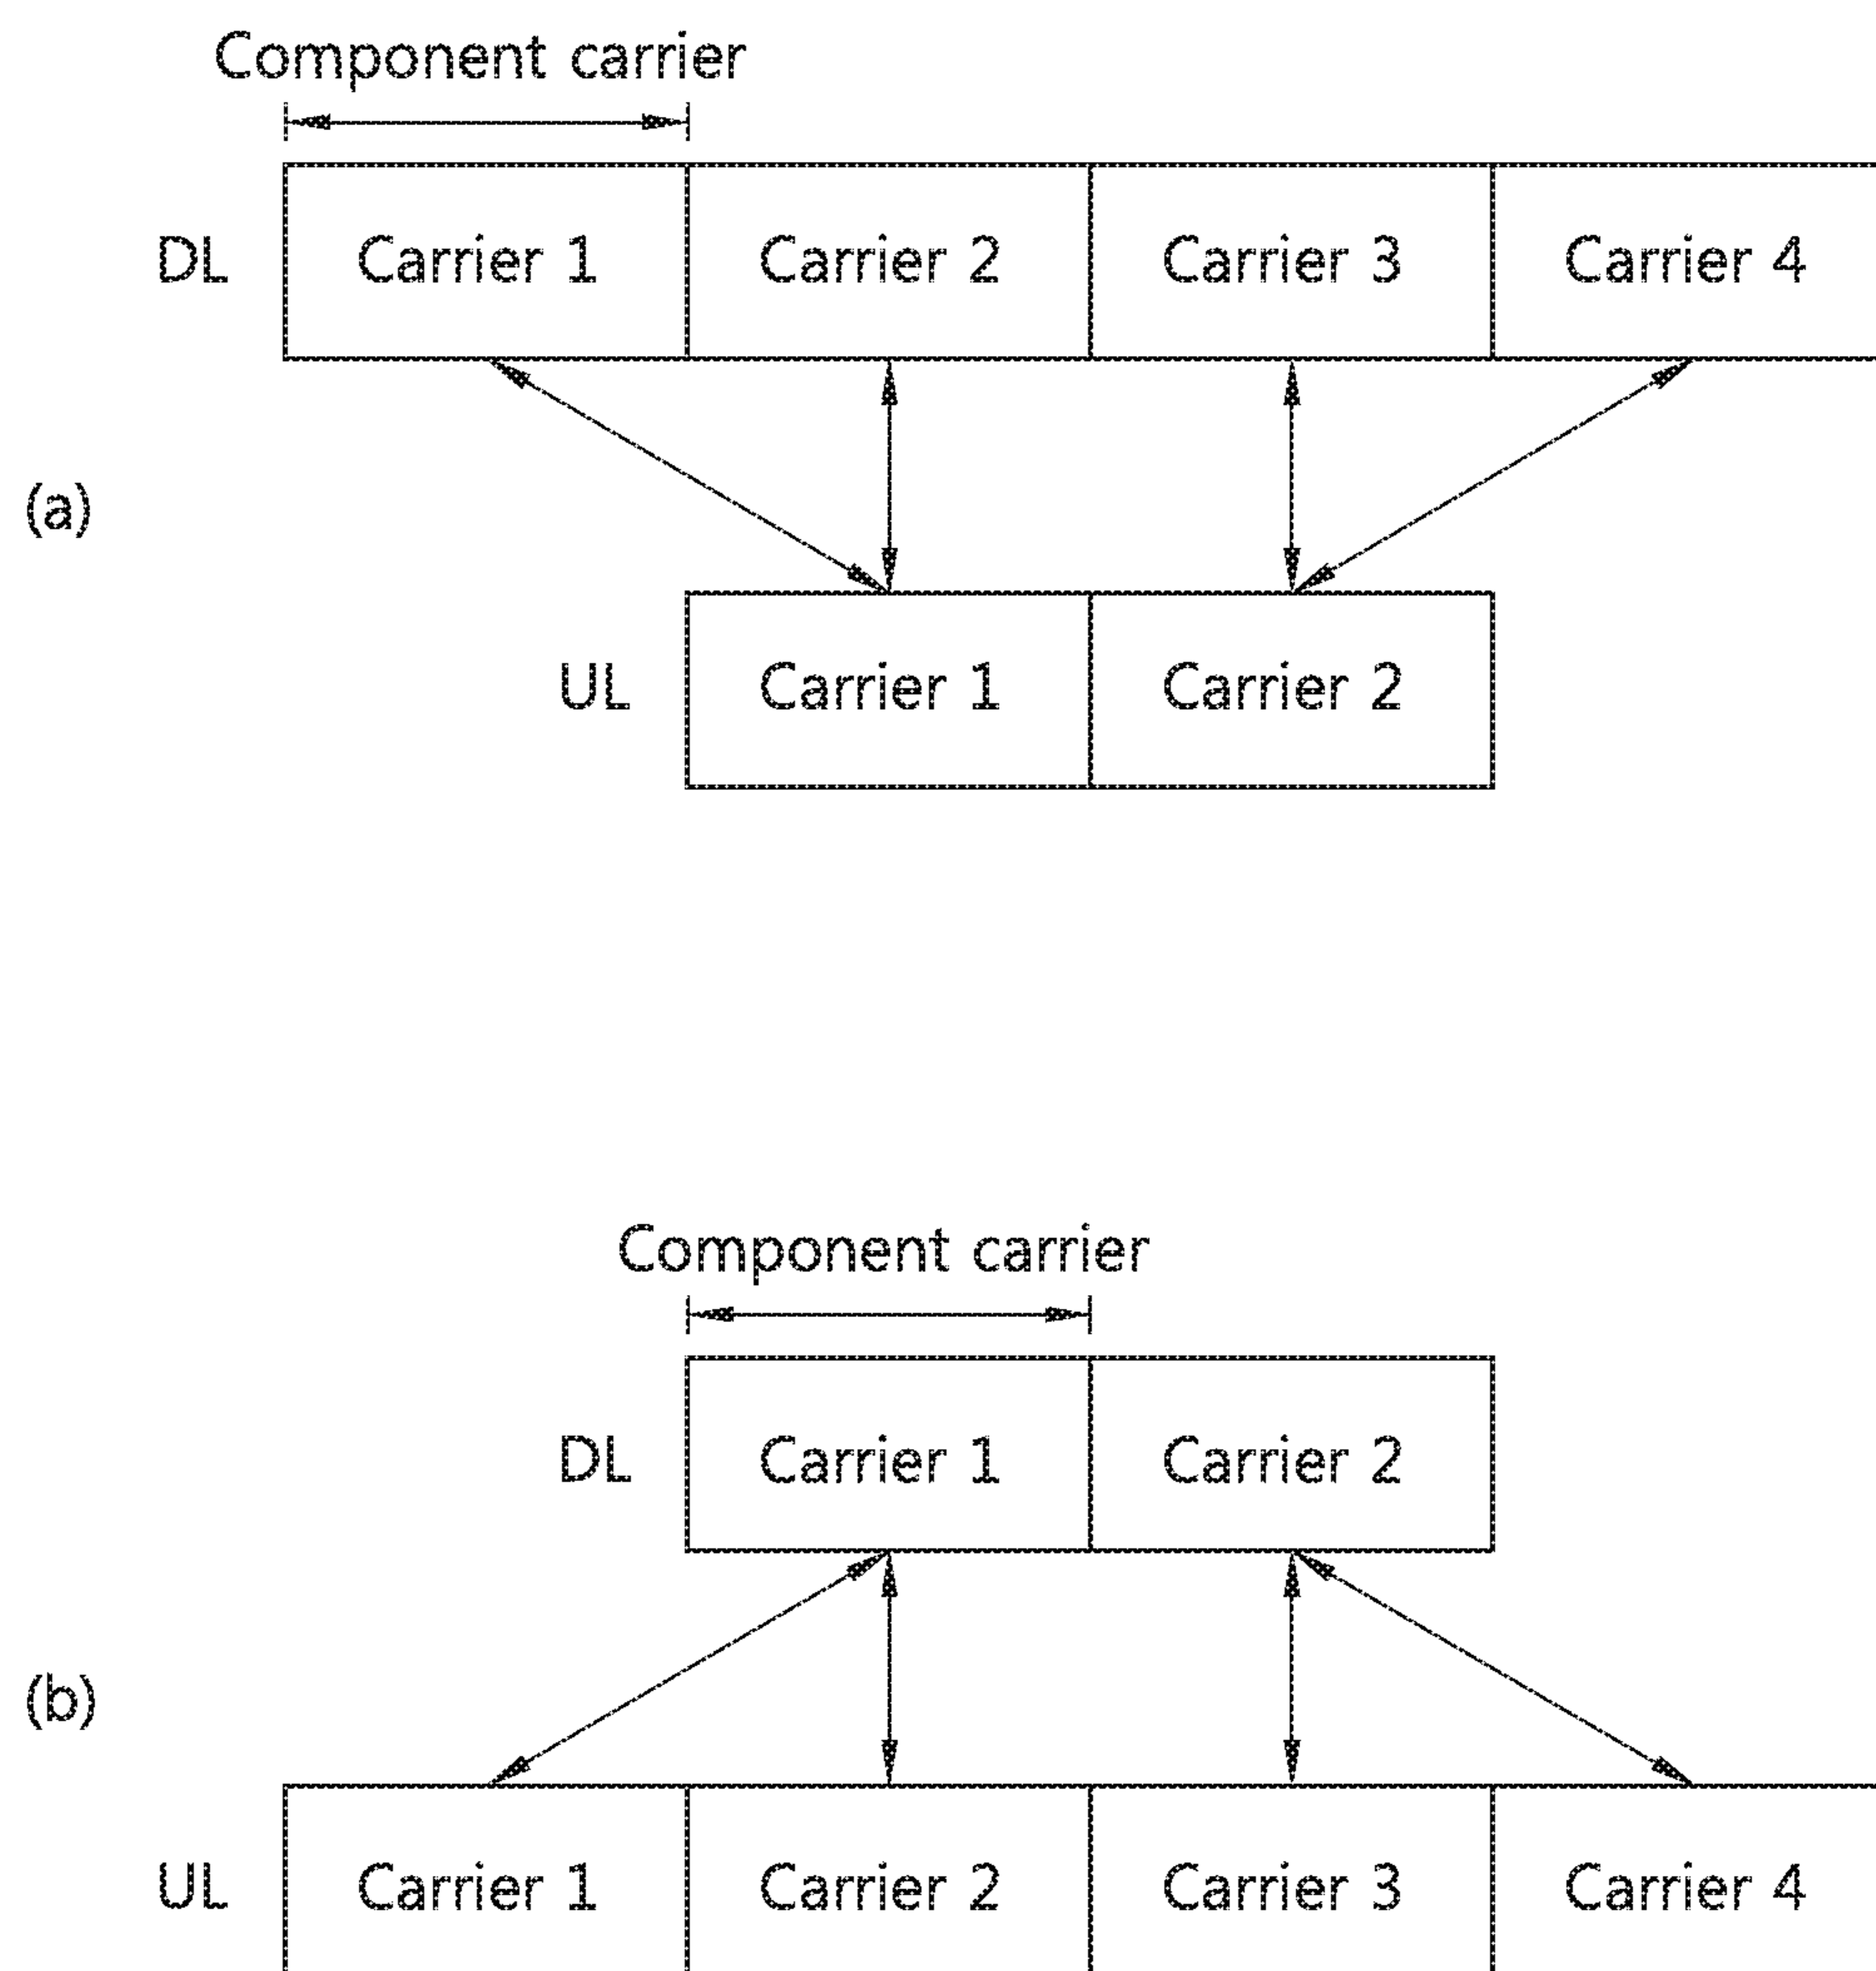 Component carrier
DL Carrier 1 Carrier 2 Carrier 3 Carrier 4
(a)
UL Carrier 1 Carrier 2
Component carrier
DL Carrier 1 Carrier 2
(b)
UL Carrier 1 Carrier 2 Carrier 3 Carrier 4